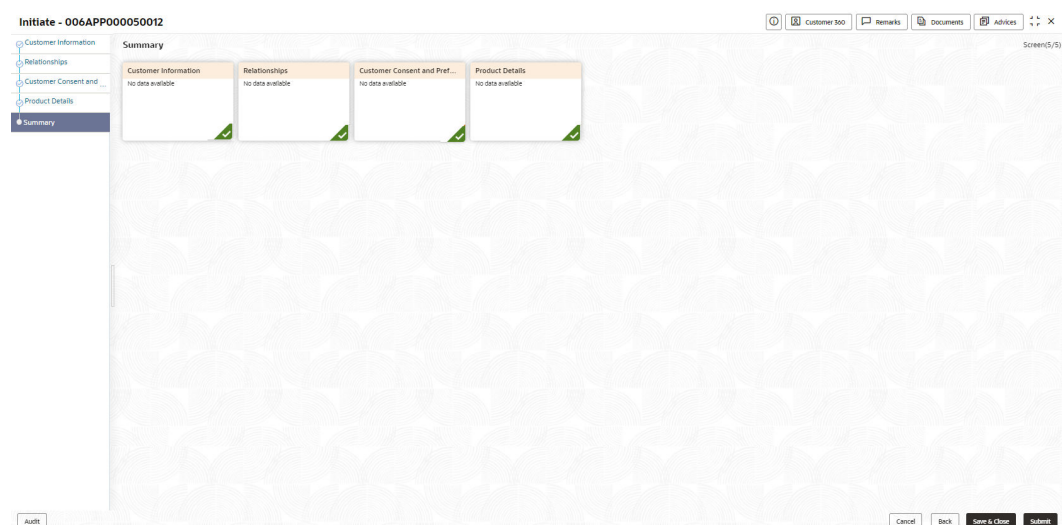 Initiate - 006APP000050012
Customer 360
Remarks
Documents
Advices
Customer Information
Relationships
Customer Consent and ...
Product Details
Summary
Summary
Screen(5/5)
Customer Information
No data available
Relationships
No data available
Customer Consent and Pref...
No data available
Product Details
No data available
Audit
Cancel
Back
Save & Close
Submit